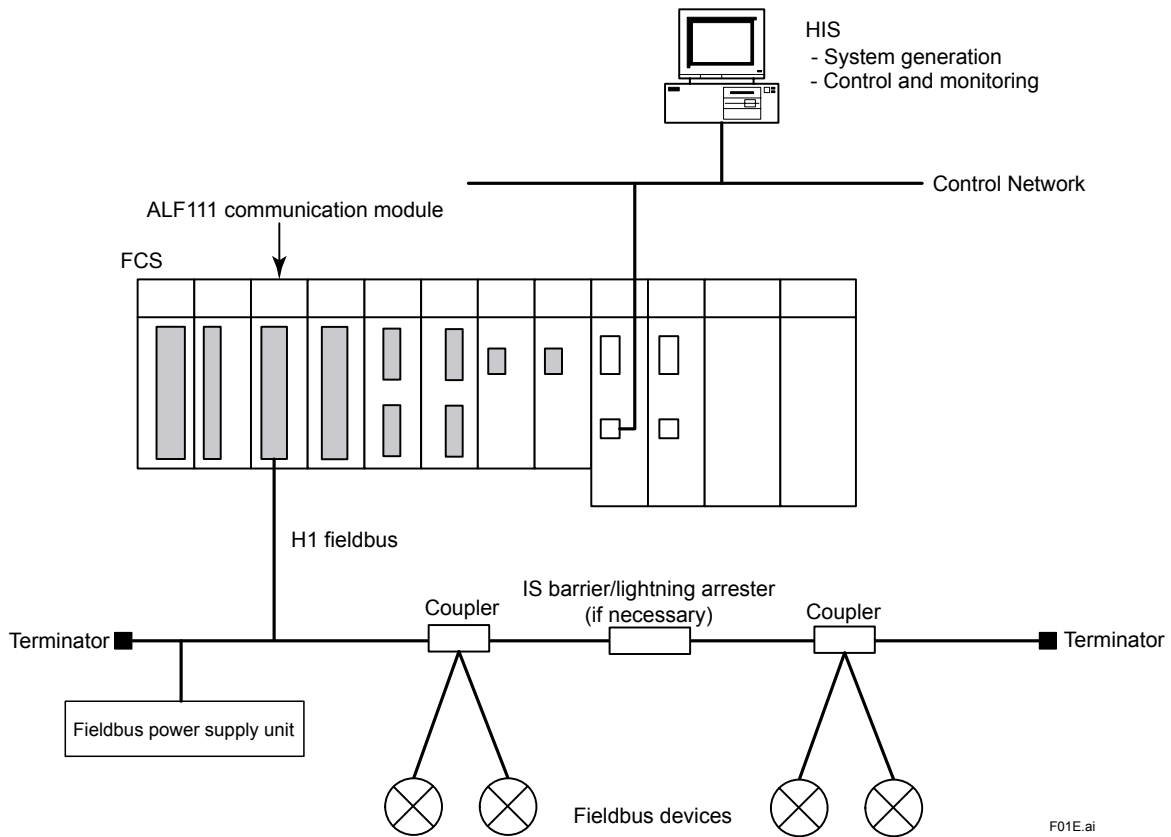 HIS
- System generation
- Control and monitoring
Control Network
ALF111 communication module
FCS
H1 fieldbus
IS barrier/lightning arrester
(if necessary)
Coupler
Coupler
Terminator
Terminator
Fieldbus power supply unit
Fieldbus devices
F01E.ai